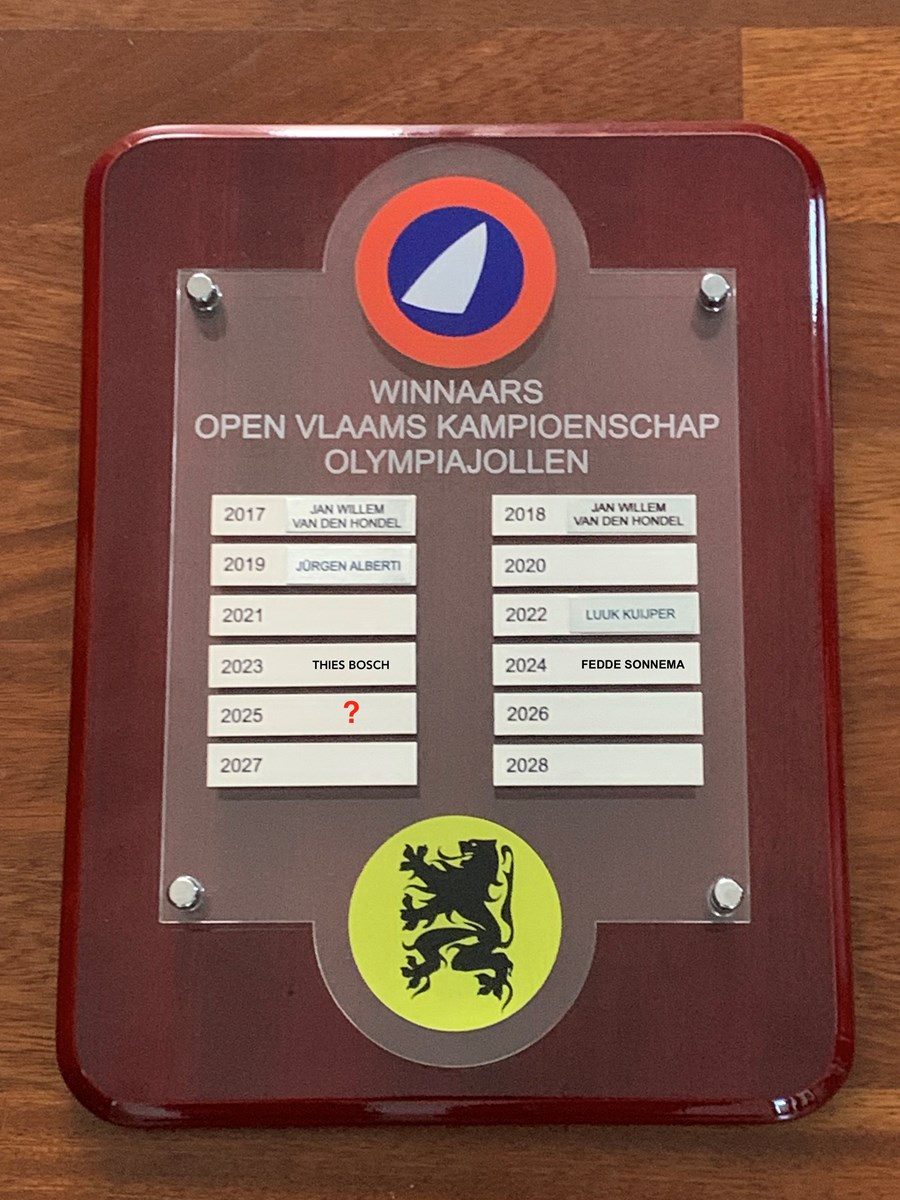 WINNAARS
OPEN VLAAMS KAMPIOENSCHAP
OLYMPIAJOLLEN
2017 JAN WILLEM
VAN DEN HONDEL
2018 JAN WILLEM
VAN DEN HONDEL
2019 JÜRGEN ALBERTI
2020
2021
2022 LUUK KUIJPER
2023 THIES BOSCH
2024 FEDDE SONNEMA
2025 ?
2026
2027
2028